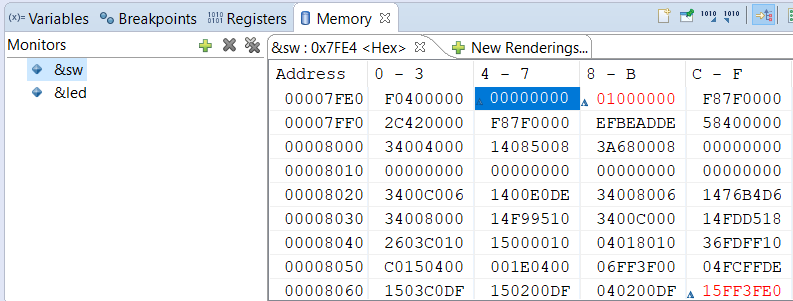 (x)= Variables Breakpoints 1010 0101 Registers Memory 1010 1010
Monitors &sw : 0x7FE4 <Hex> New Renderings...
&sw
&led
Address 0 - 3 4 - 7 8 - B C - F
00007FE0 F0400000 00000000 01000000 F87F0000
00007FF0 2C420000 F87F0000 EFBEADDE 58400000
00008000 34004000 14085008 3A680008 00000000
00008010 00000000 00000000 00000000 00000000
00008020 3400C006 1400E0DE 34008006 1476B4D6
00008030 34008000 14F99510 3400C000 14FDD518
00008040 2603C010 15000010 04018010 36FDFF10
00008050 C0150400 001E0400 06FF3F00 04FCFFDE
00008060 1503C0DF 150200DF 040200DF 15FF3FE0